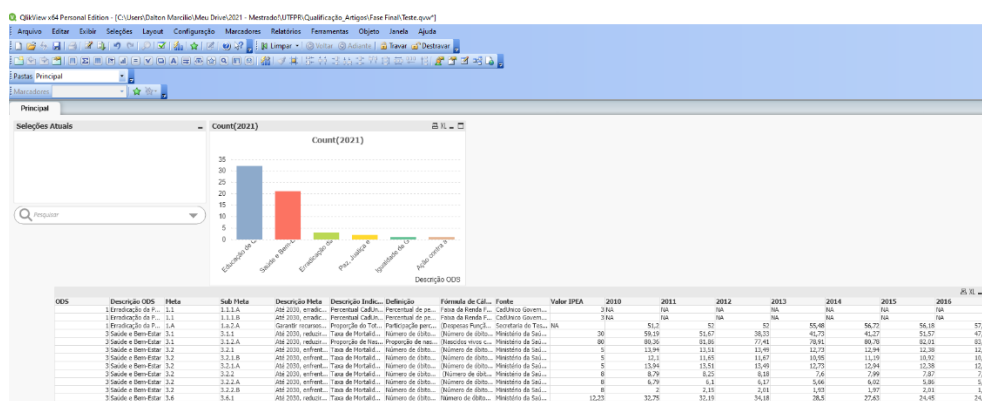 QlikView x64 Personal Edition - [C:\Users\Dalton Marcilio\Meu Drive\2021 - Mestrado\UTFPR\Qualificação_Artigos\Fase Final\Teste.qvw*]
Arquivo Editar Exibir Seleções Layout Configuração Marcadores Relatórios Ferramentas Objeto Janela Ajuda
Limpar Voltar Adiante Travar Destravar
Pastas Principal
Marcadores
Principal
Seleções Atuais
Pesquisar
Count(2021) XL
Count(2021)
35
30
25
20
15
10
5
0
Educação de Q
Saúde e Bem-E
Erradicação da
Paz, Justiça e
Igualdade de G
Ação contra a
Descrição ODS
XL
ODS Descrição ODS Meta Sub Meta Descrição Meta Descrição Indic... Definição Fórmula de Cál... Fonte Valor IPEA 2010 2011 2012 2013 2014 2015 2016
1 Erradicação da P... 1.1 1.1.1.A Até 2030, erradic... Percentual CadÚn... Percentual de pe... Faixa da Renda F... CadÚnico Govern... 3 NA NA NA NA NA NA NA
1 Erradicação da P... 1.1 1.1.1.B Até 2030, erradic... Percentual CadÚn... Percentual de pe... Faixa da Renda F... CadÚnico Govern... 3 NA NA NA NA NA NA NA
1 Erradicação da P... 1.A 1.a.2.A Garantir recursos... Proporção do Tot... Participação perc... (Despesas Funçã... Secretaria do Tes... NA 51,2 52 52 55,48 56,72 56,18 57,
3 Saúde e Bem-Estar 3.1 3.1.1 Até 2030, reduzir... Taxa de Mortalid... Número de óbito... (Número de óbito... Ministério da Saú... 30 59,19 51,67 38,33 41,73 41,27 51,57 47,
3 Saúde e Bem-Estar 3.1 3.1.2.A Até 2030, reduzir... Proporção de Nas... Proporção de nas... (Nascidos vivos c... Ministério da Saú... 80 80,36 81,06 77,41 78,91 80,78 82,01 83,
3 Saúde e Bem-Estar 3.2 3.2.1 Até 2030, enfrent... Taxa de Mortalid... Número de óbito... (Número de óbito... Ministério da Saú... 5 13,94 13,51 13,49 12,73 12,94 12,38 12,
3 Saúde e Bem-Estar 3.2 3.2.1.B Até 2030, enfrent... Taxa de Mortalid... Número de óbito... (Número de óbito... Ministério da Saú... 5 12,1 11,65 11,67 10,95 11,19 10,92 10,
3 Saúde e Bem-Estar 3.2 3.2.1.A Até 2030, enfrent... Taxa de Mortalid... Número de óbito... (Número de óbito... Ministério da Saú... 5 13,94 13,51 13,49 12,73 12,94 12,38 12,
3 Saúde e Bem-Estar 3.2 3.2.2 Até 2030, enfrent... Taxa de Mortalid... Número de óbito... (Número de óbit... Ministério da Saú... 8 8,79 8,25 8,18 7,6 7,99 7,87 7,
3 Saúde e Bem-Estar 3.2 3.2.2.A Até 2030, enfrent... Taxa de Mortalid... Número de óbito... (Número de óbito... Ministério da Saú... 8 6,79 6,1 6,17 5,66 6,02 5,86 5,
3 Saúde e Bem-Estar 3.2 3.2.2.B Até 2030, enfrent... Taxa de Mortalid... Número de óbito... (Número de óbito... Ministério da Saú... 8 2 2,15 2,01 1,93 1,97 2,01 1,
3 Saúde e Bem-Estar 3.6 3.6.1 Até 2030, reduzir... Taxa de Mortalid... Número de óbito... Número de óbito... Ministério da Saú... 12,23 32,75 32,19 34,18 28,5 27,63 24,45 24,